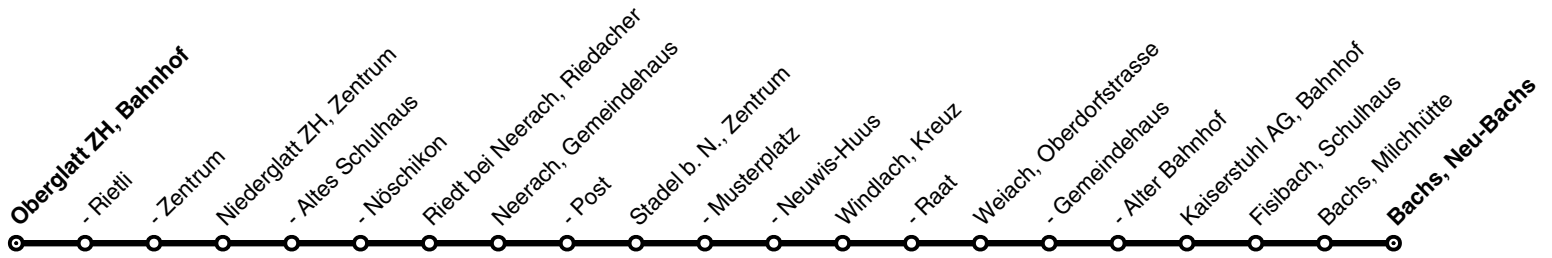 Oberglatt ZH, Bahnhof
- Rietli
- Zentrum
Niederglatt ZH, Zentrum
- Altes Schulhaus
- Nöschikon
Riedt bei Neerach, Riedacher
Neerach, Gemeindehaus
- Post
Stadel b. N., Zentrum
- Musterplatz
- Neuwis-Huus
Windlach, Kreuz
- Raat
Weiach, Oberdorfstrasse
- Gemeindehaus
- Alter Bahnhof
Kaiserstuhl AG, Bahnhof
Fisibach, Schulhaus
Bachs, Milchhütte
Bachs, Neu-Bachs